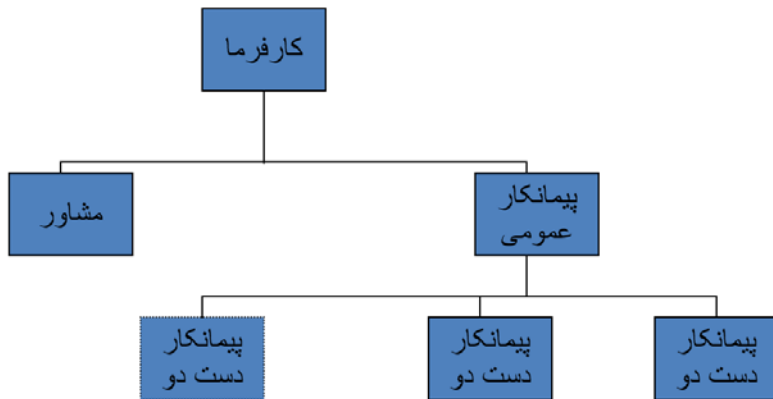 کارفرما
پیمانکار
عمومی
مشاور
پیمانکار
دست دو
پیمانکار
دست دو
پیمانکار
دست دو